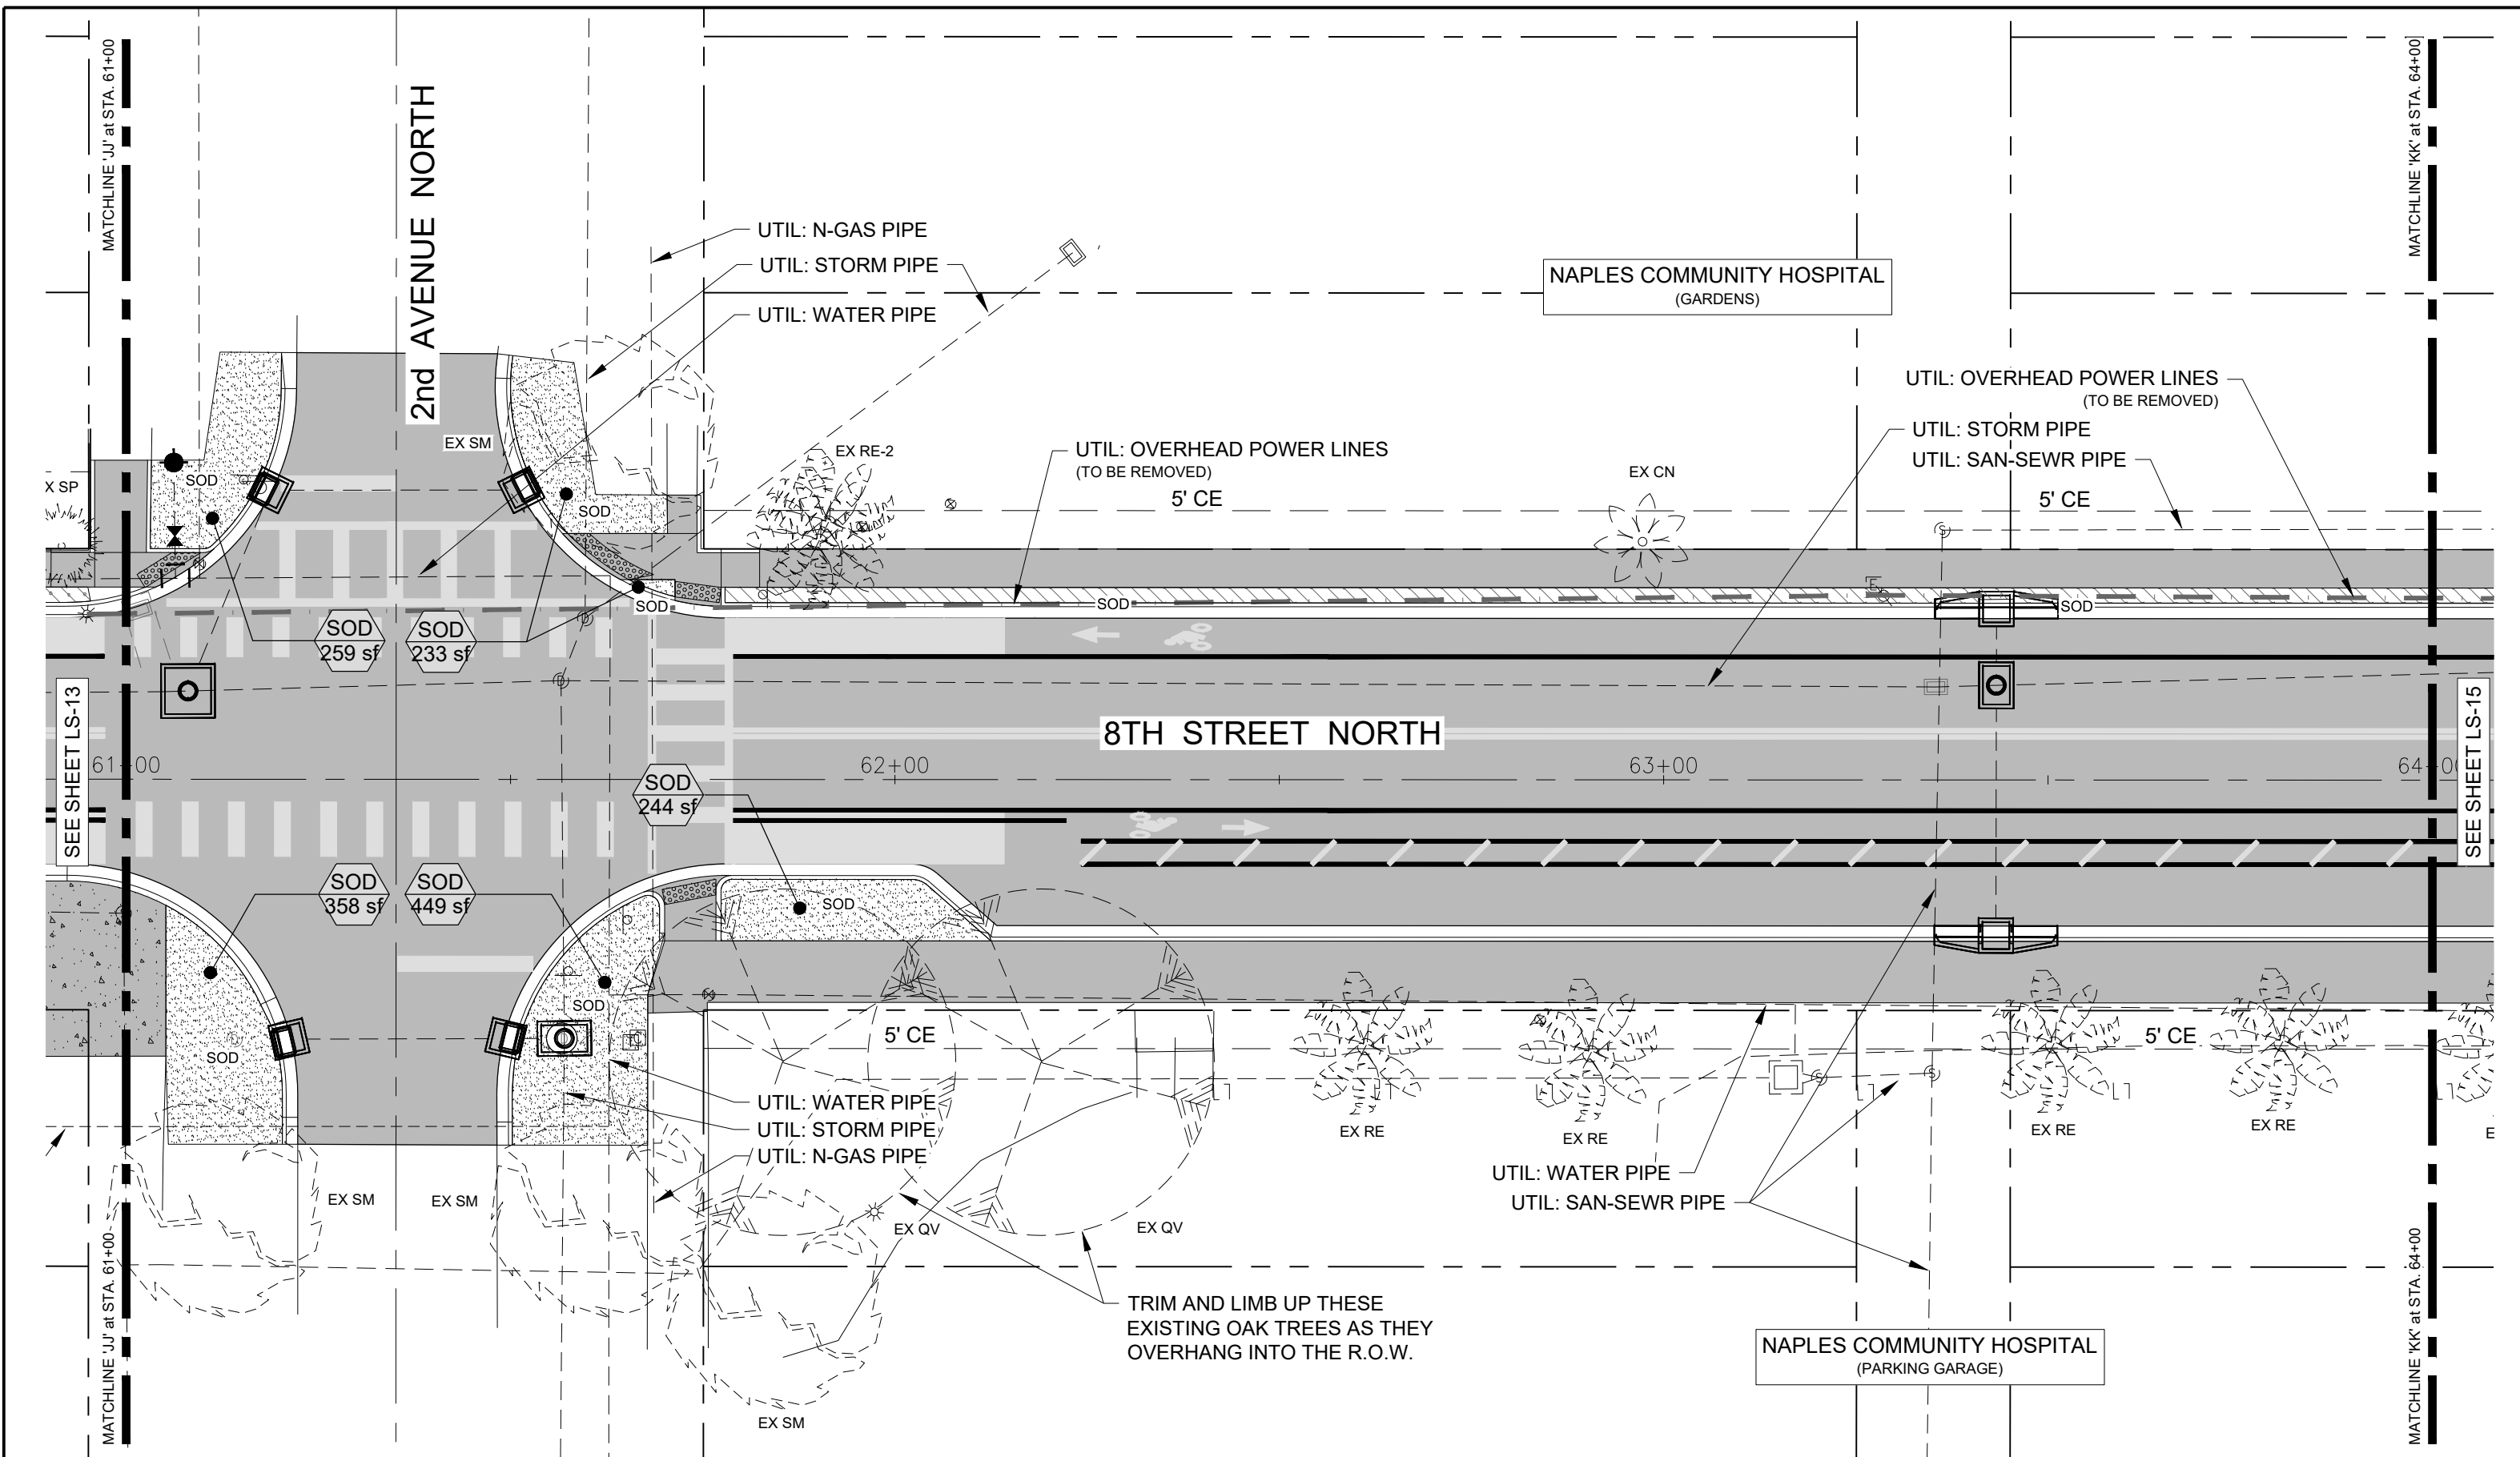 MATCHLINE 'JJ' at STA. 61+00
2nd AVENUE NORTH
MATCHLINE 'KK' at STA. 64+00
UTIL: N-GAS PIPE
UTIL: STORM PIPE
UTIL: WATER PIPE
NAPLES COMMUNITY HOSPITAL
(GARDENS)
UTIL: OVERHEAD POWER LINES
(TO BE REMOVED)
UTIL: STORM PIPE
UTIL: SAN-SEWR PIPE
UTIL: OVERHEAD POWER LINES
(TO BE REMOVED)
EX SM
EX RE-2
EX CN
5' CE
5' CE
X SP
SOD
SOD
SOD
SOD
SOD
SOD
259 sf
SOD
233 sf
SEE SHEET LS-13
8TH STREET NORTH
SEE SHEET LS-15
61+00
62+00
63+00
64+00
SOD
244 sf
SOD
358 sf
SOD
449 sf
SOD
SOD
SOD
5' CE
5' CE
UTIL: WATER PIPE
UTIL: STORM PIPE
UTIL: N-GAS PIPE
EX RE
EX RE
EX RE
EX RE
E
UTIL: WATER PIPE
UTIL: SAN-SEWR PIPE
EX SM
EX SM
EX QV
EX QV
MATCHLINE 'JJ' at STA. 61+00
TRIM AND LIMB UP THESE
EXISTING OAK TREES AS THEY
OVERHANG INTO THE R.O.W.
NAPLES COMMUNITY HOSPITAL
(PARKING GARAGE)
MATCHLINE 'KK' at STA. 64+00
EX SM